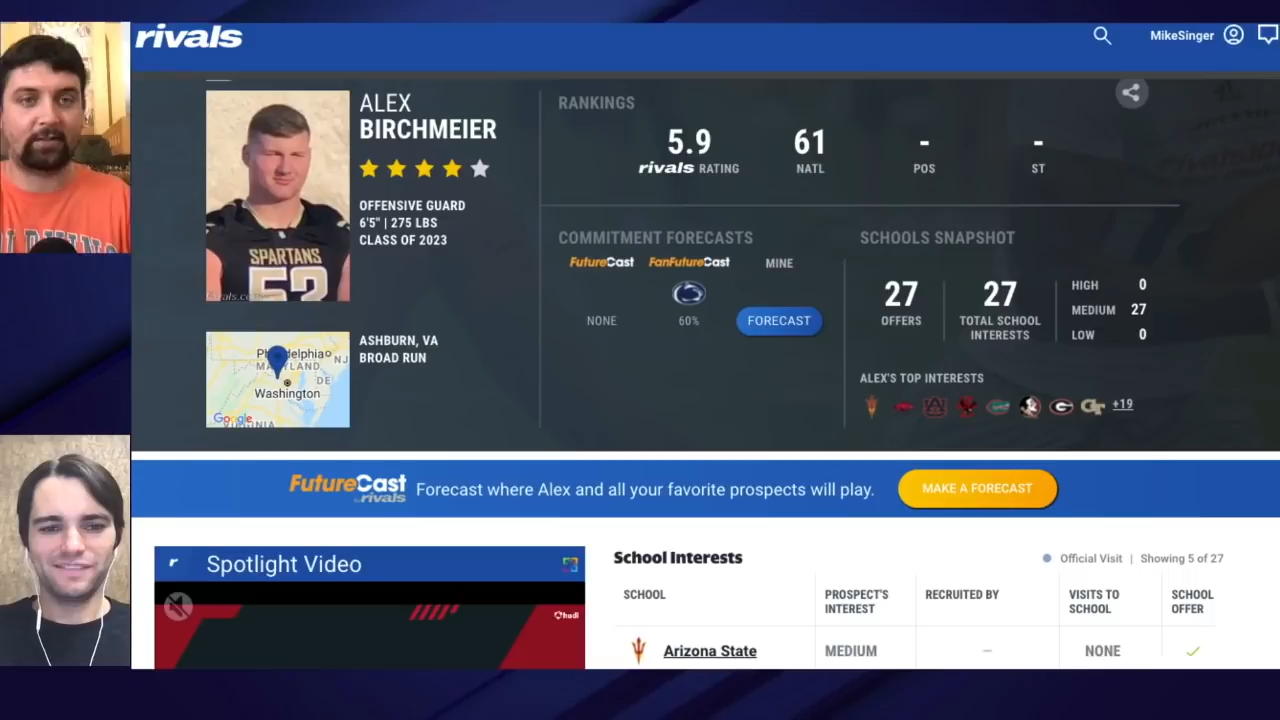 rivals
MikeSinger
ALEX
BIRCHMEIER
OFFENSIVE GUARD
6'5" | 275 LBS
CLASS OF 2023
SPARTANS
52
ASHBURN, VA
BROAD RUN
Philadelphia
MARYLAND
NJ
DE
Washington
Google
RANKINGS
5.9
rivals RATING
61
NATL
-
POS
-
ST
COMMITMENT FORECASTS
FutureCast
FanFutureCast
MINE
NONE
60%
FORECAST
SCHOOLS SNAPSHOT
27
OFFERS
27
TOTAL SCHOOL
INTERESTS
HIGH 0
MEDIUM 27
LOW 0
ALEX'S TOP INTERESTS
+19
FutureCast
by rivals
Forecast where Alex and all your favorite prospects will play.
MAKE A FORECAST
r
Spotlight Video
hudl
School Interests
Official Visit | Showing 5 of 27
SCHOOL
PROSPECT'S
INTEREST
RECRUITED BY
VISITS TO
SCHOOL
SCHOOL
OFFER
Arizona State
MEDIUM
—
NONE